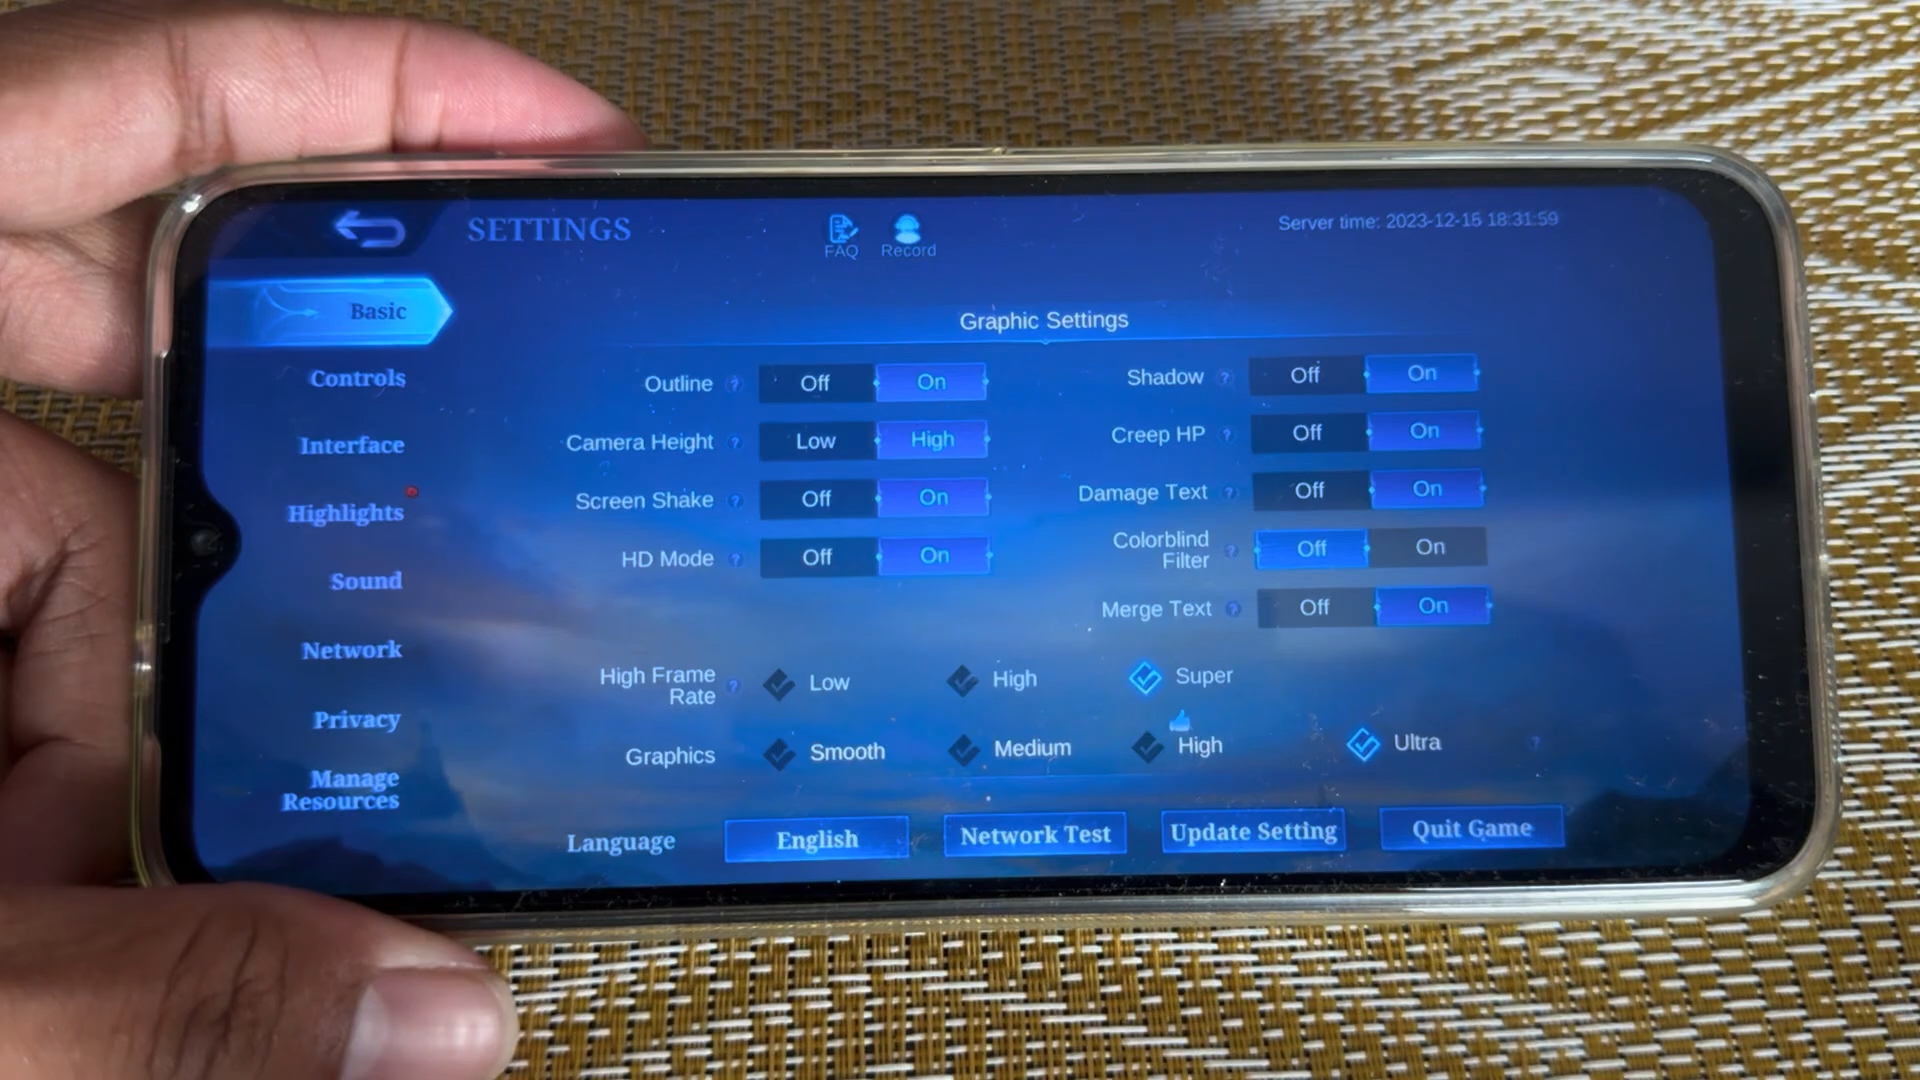 SETTINGS
FAQ
Record
Server time: 2023-12-15 18:31:59
Basic
Controls
Interface
Highlights
Sound
Network
Privacy
Manage
Resources
Graphic Settings
Outline ? Off On
Shadow ? Off On
Camera Height ? Low High
Creep HP ? Off On
Screen Shake ? Off On
Damage Text ? Off On
HD Mode ? Off On
Colorblind
Filter ? Off On
Merge Text ? Off On
High Frame
Rate ? Low High Super
Graphics Smooth Medium High Ultra ?
Language English Network Test Update Setting Quit Game